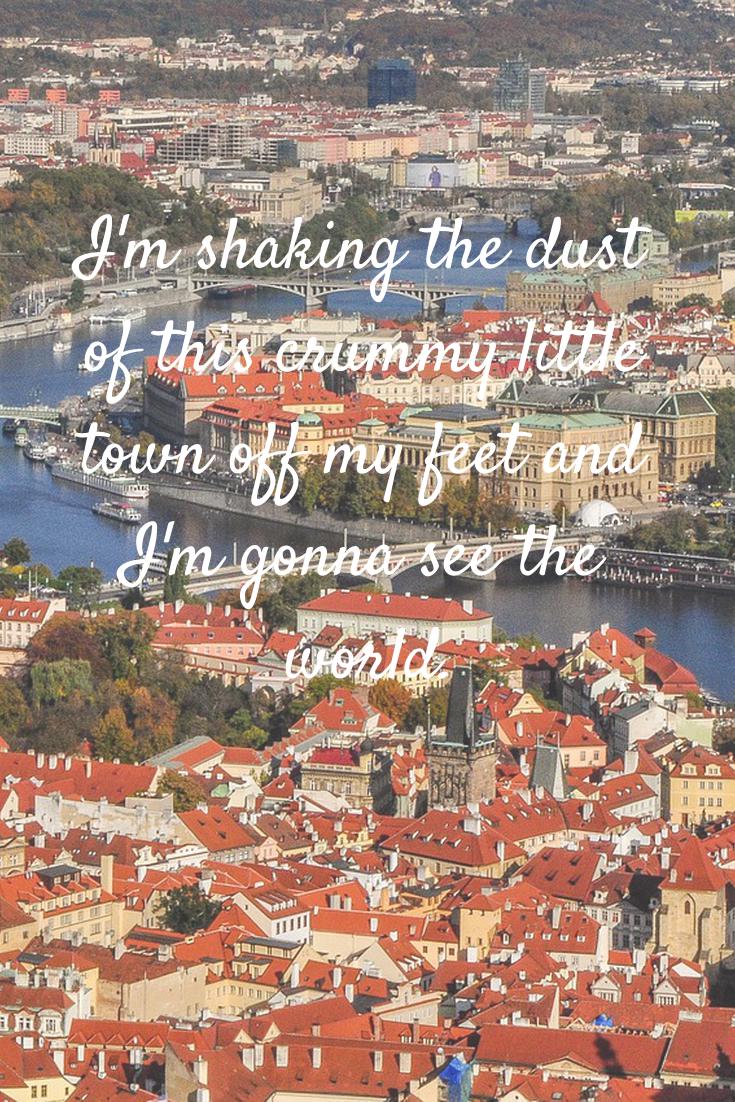 I'm shaking the dust
of this crummy little
town off my feet and
I'm gonna see the
world.